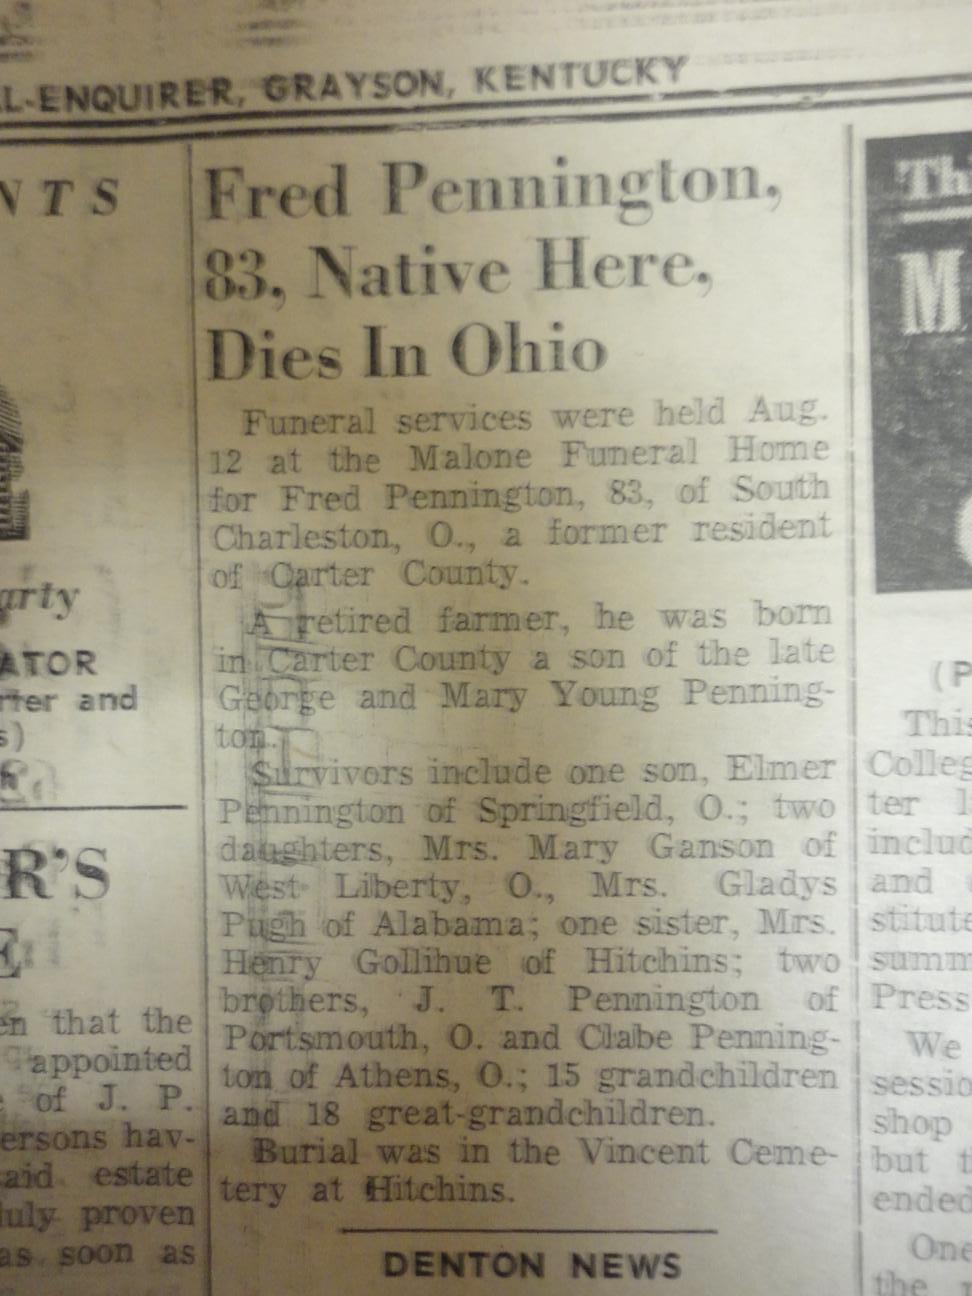 L-ENQUIRER, GRAYSON, KENTUCKY
NTS
arty
ATOR
rter and
s)
R'S
E
en that the
appointed
e of J. P.
ersons hav-
aid estate
duly proven
as soon as
Fred Pennington,
83, Native Here,
Dies In Ohio
Funeral services were held Aug.
12 at the Malone Funeral Home
for Fred Pennington, 83, of South
Charleston, O., a former resident
of Carter County.
A retired farmer, he was born
in Carter County a son of the late
George and Mary Young Penning-
ton.
Survivors include one son, Elmer
Pennington of Springfield, O.; two
daughters, Mrs. Mary Ganson of
West Liberty, O., Mrs. Gladys
Pugh of Alabama; one sister, Mrs.
Henry Gollihue of Hitchins; two
brothers, J. T. Pennington of
Portsmouth, O. and Clabe Penning-
ton of Athens, O.; 15 grandchildren
and 18 great-grandchildren.
Burial was in the Vincent Ceme-
tery at Hitchins.
DENTON NEWS
Thi
M
(P
This
Colleg
ter l
includ
and
stitute
summ
Press
We
sessio
shop
but t
ended
One
the